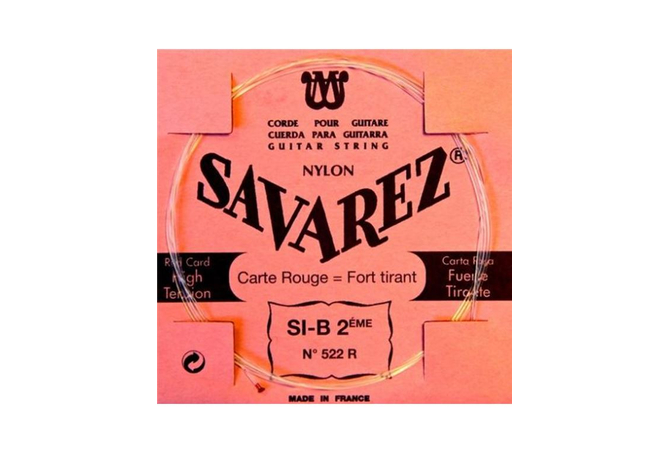 CORDE POUR GUITARE
CUERDA PARA GUITARRA
GUITAR STRING
NYLON
SAVAREZ®
Red Card
High
Tension
Carte Rouge = Fort tirant
Carta Roja
Fuerte
Tirante
SI-B 2ÉME
N° 522 R
MADE IN FRANCE